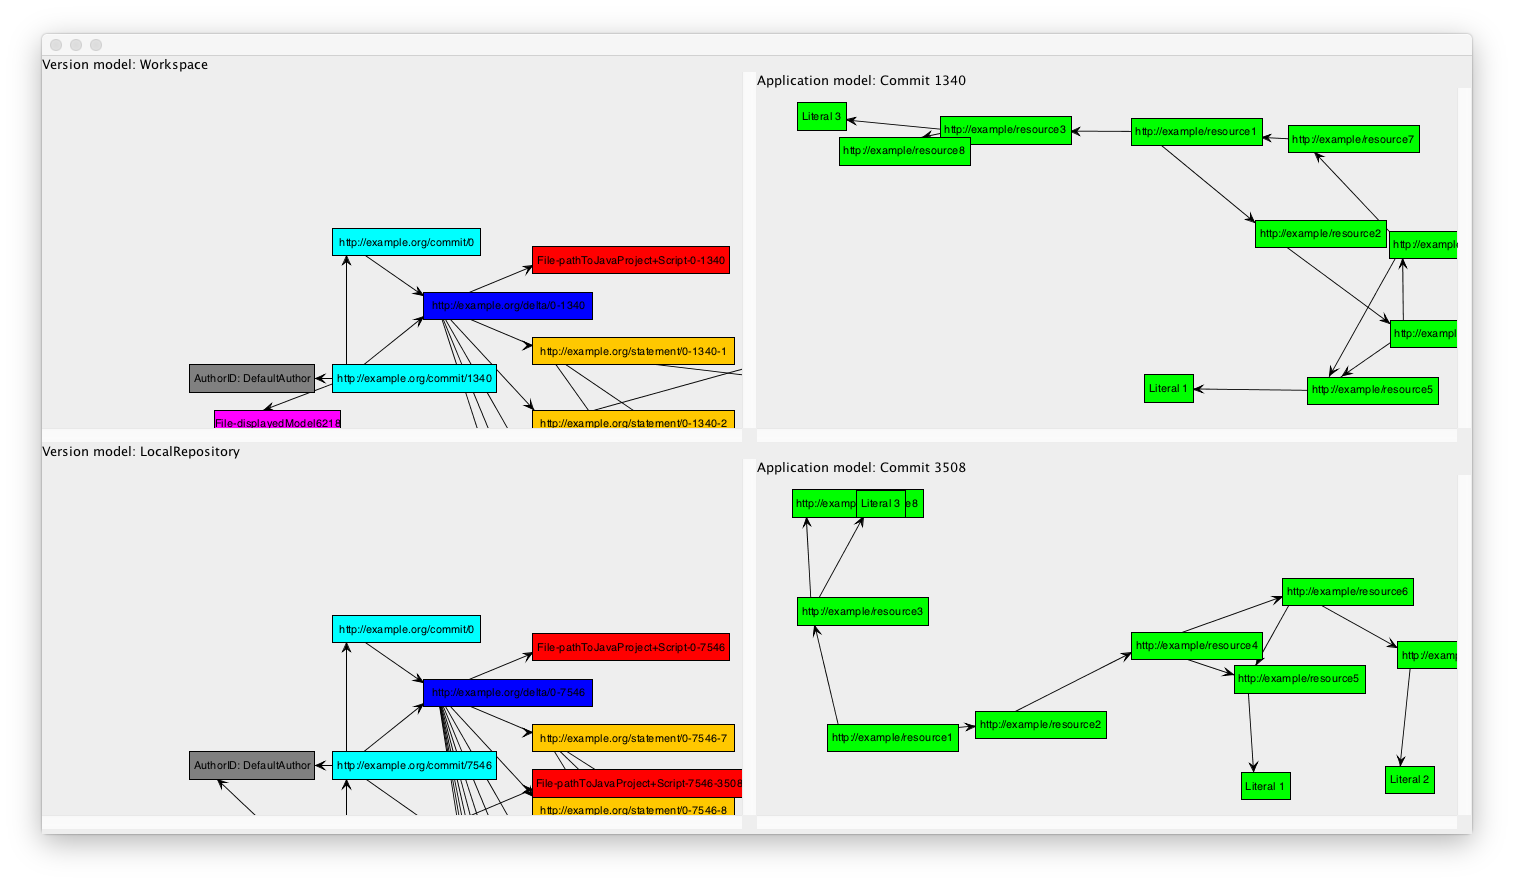 Version model: Workspace
http://example.org/commit/0
File-pathToJavaProject+Script-0-1340
http://example.org/delta/0-1340
http://example.org/statement/0-1340-1
AuthorID: DefaultAuthor
http://example.org/commit/1340
File-displayedModel6218
http://example.org/statement/0-1340-2
Application model: Commit 1340
Literal 3
http://example/resource3
http://example/resource1
http://example/resource7
http://example/resource8
http://example/resource2
http://exampl
http://exampl
Literal 1
http://example/resource5
Version model: LocalRepository
http://example.org/commit/0
File-pathToJavaProject+Script-0-7546
http://example.org/delta/0-7546
http://example.org/statement/0-7546-7
AuthorID: DefaultAuthor
http://example.org/commit/7546
File-pathToJavaProject+Script-7546-3508
http://example.org/statement/0-7546-8
Application model: Commit 3508
http://examp
Literal 3
e8
http://example/resource6
http://example/resource3
http://example/resource4
http://examp
http://example/resource5
http://example/resource2
http://example/resource1
Literal 1
Literal 2